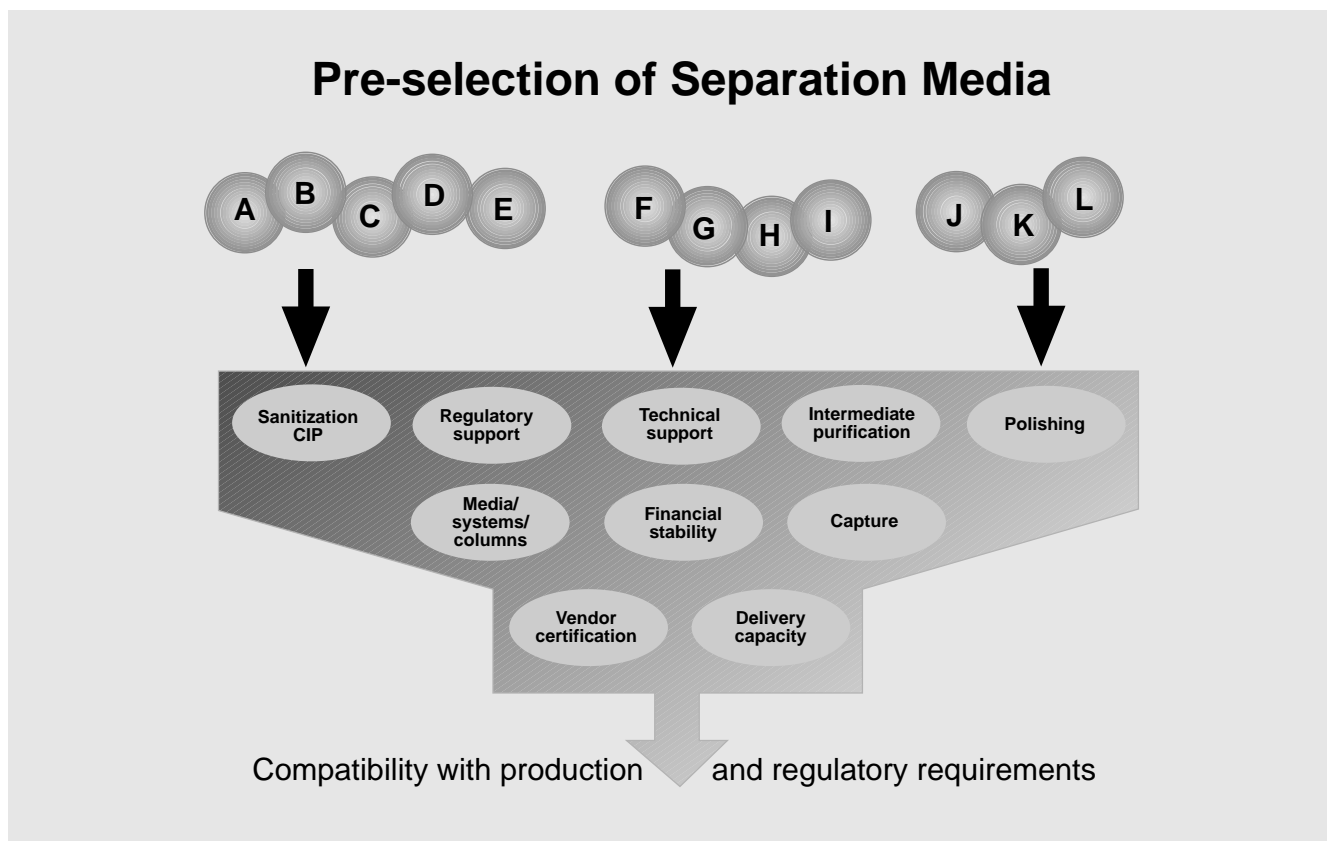 Pre-selection of Separation Media
A B C D E
F G H I
J K L
Sanitization
CIP
Regulatory
support
Technical
support
Intermediate
purification
Polishing
Media/
systems/
columns
Financial
stability
Capture
Vendor
certification
Delivery
capacity
Compatibility with production and regulatory requirements